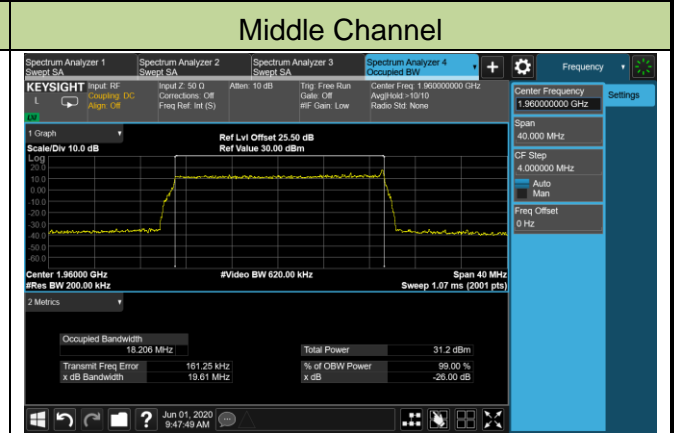 Middle Channel
Spectrum Analyzer 1
Swept SA
Spectrum Analyzer 2
Swept SA
Spectrum Analyzer 3
Swept SA
Spectrum Analyzer 4
Occupied BW
+
Frequency
KEYSIGHT
L
Input: RF
Coupling: DC
Align: Off
Input Z: 50 Ω
Corrections: Off
Freq Ref: Int (S)
Atten: 10 dB
Trig: Free Run
Gate: Off
#IF Gain: Low
Center Freq: 1.960000000 GHz
Avg|Hold:>10/10
Radio Std: None
Center Frequency
1.960000000 GHz
Settings
Span
40.000 MHz
CF Step
4.000000 MHz
Auto
Man
Freq Offset
0 Hz
1 Graph
Scale/Div 10.0 dB
Ref Lvl Offset 25.50 dB
Ref Value 30.00 dBm
Log
20.0
10.0
0.00
-10.0
-20.0
-30.0
-40.0
-50.0
-60.0
Center 1.96000 GHz
#Res BW 200.00 kHz
#Video BW 620.00 kHz
Span 40 MHz
Sweep 1.07 ms (2001 pts)
2 Metrics
Occupied Bandwidth
18.206 MHz
Total Power 31.2 dBm
Transmit Freq Error 161.25 kHz
% of OBW Power 99.00 %
x dB Bandwidth 19.61 MHz
x dB -26.00 dB
?
Jun 01, 2020
9:47:49 AM